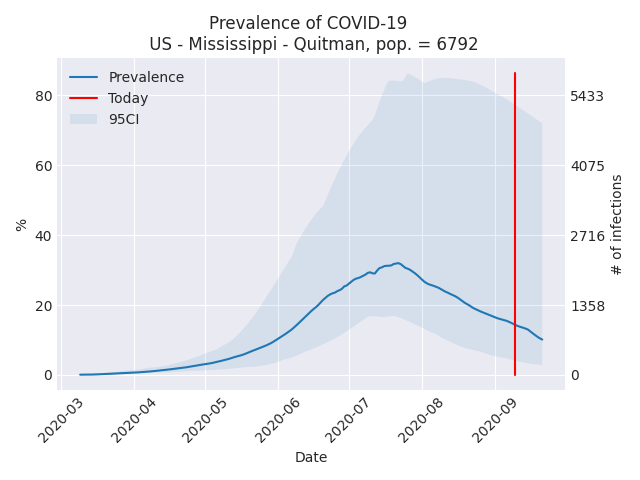 Prevalence of COVID-19
US - Mississippi - Quitman, pop. = 6792
Prevalence
Today
95CI
80
60
40
20
0
%
5433
4075
2716
1358
0
# of infections
2020-03
2020-04
2020-05
2020-06
2020-07
2020-08
2020-09
Date